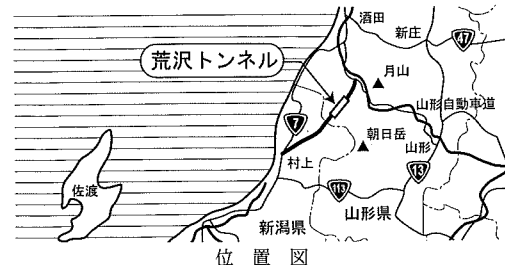 酒田
新庄
47
荒沢トンネル
月山
山形自動車道
7
朝日岳
山形
村上
13
佐渡
113
新潟県
山形県
位置図